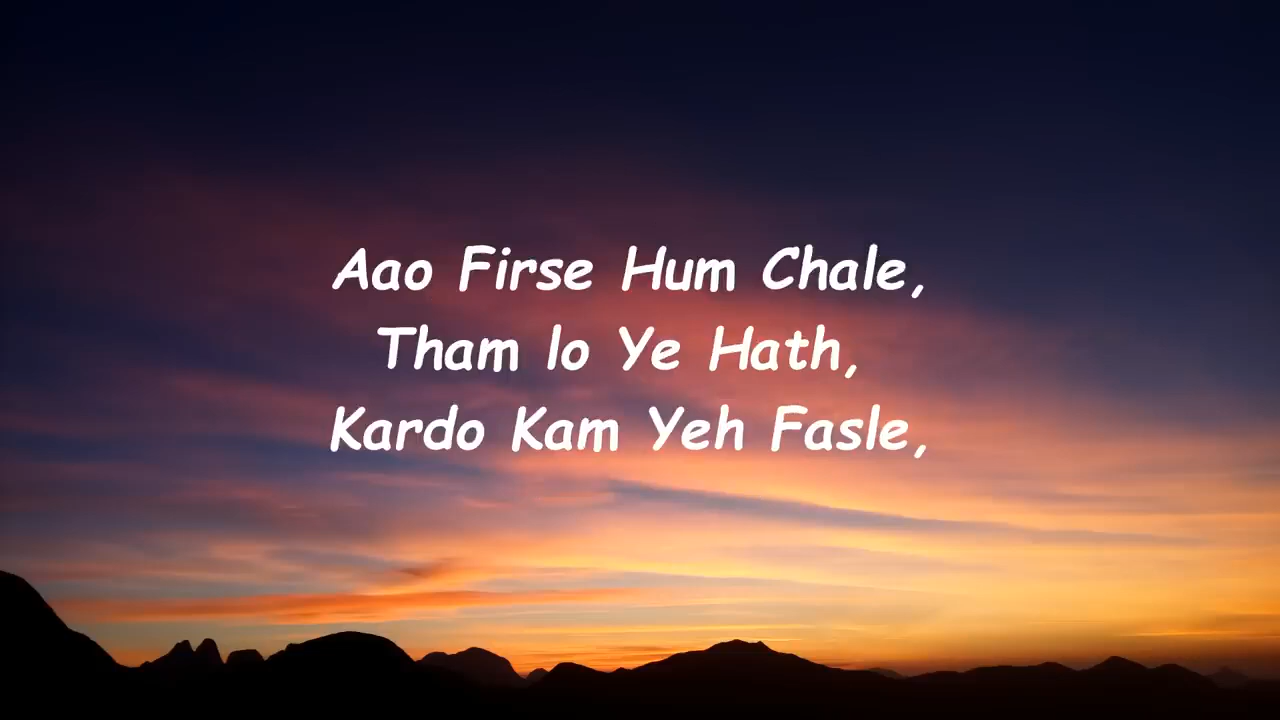 Aao Firse Hum Chale,
Tham lo Ye Hath,
Kardo Kam Yeh Fasle,